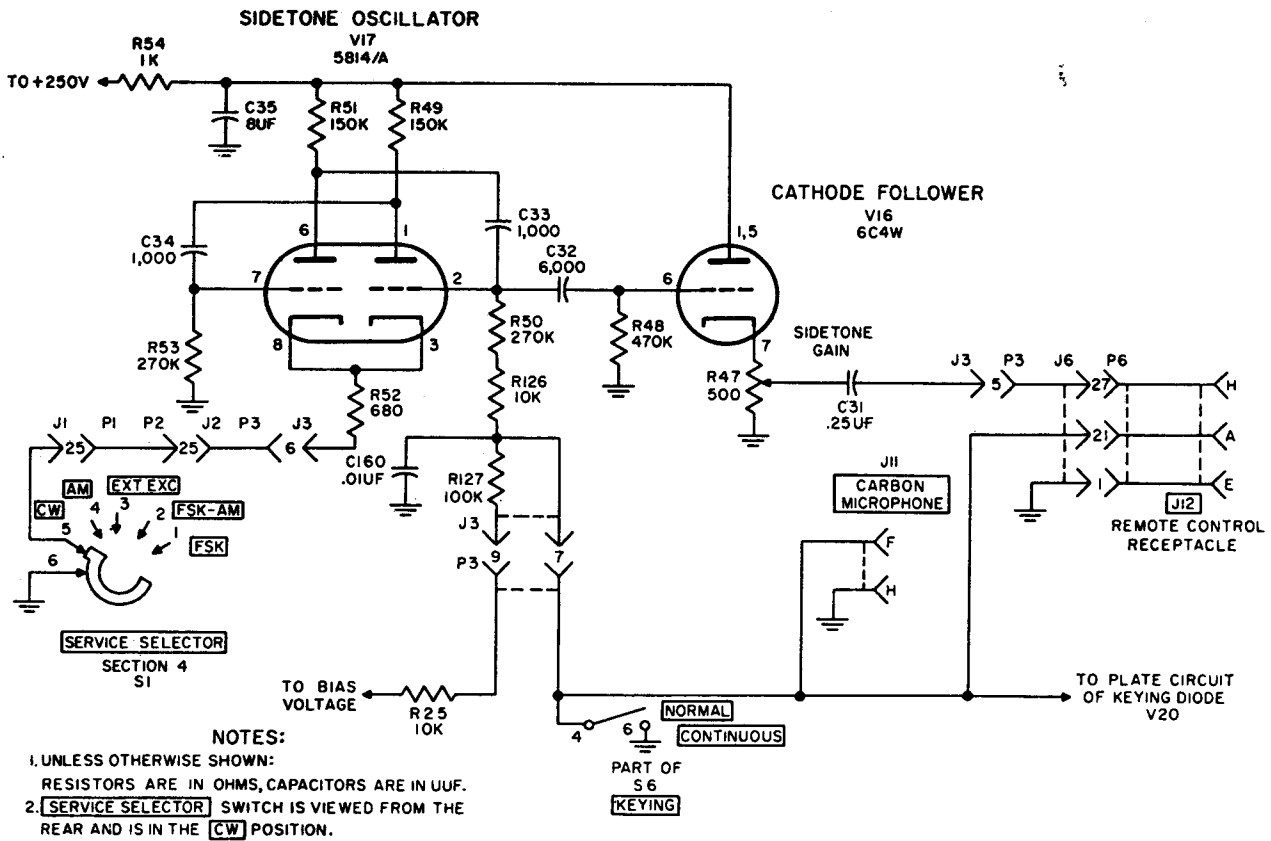 SIDETONE OSCILLATOR
V17
5814/A
R54
1K
TO +250V
C35
8UF
R51
150K
R49
150K
CATHODE FOLLOWER
V16
6C4W
C34
1,000
6
1
C33
1,000
C32
6,000
1,5
7
2
6
R53
270K
8
3
R50
270K
R48
470K
7
SIDETONE
GAIN
R52
680
R126
10K
R47
500
C31
.25UF
J3
P3
J6
P6
5
27
H
J1
P1
P2
J2
P3
J3
25
25
6
C160
.01UF
R127
100K
21
A
1
E
J12
REMOTE CONTROL
RECEPTACLE
J11
CARBON
MICROPHONE
F
H
CW
AM
EXT EXC
FSK-AM
FSK
5
4
3
2
1
6
J3
P3
9
7
SERVICE SELECTOR
SECTION 4
S1
TO BIAS
VOLTAGE
R25
10K
4
6
NORMAL
CONTINUOUS
PART OF
S6
KEYING
TO PLATE CIRCUIT
OF KEYING DIODE
V20
NOTES:
1. UNLESS OTHERWISE SHOWN:
RESISTORS ARE IN OHMS, CAPACITORS ARE IN UUF.
2. SERVICE SELECTOR SWITCH IS VIEWED FROM THE
REAR AND IS IN THE CW POSITION.